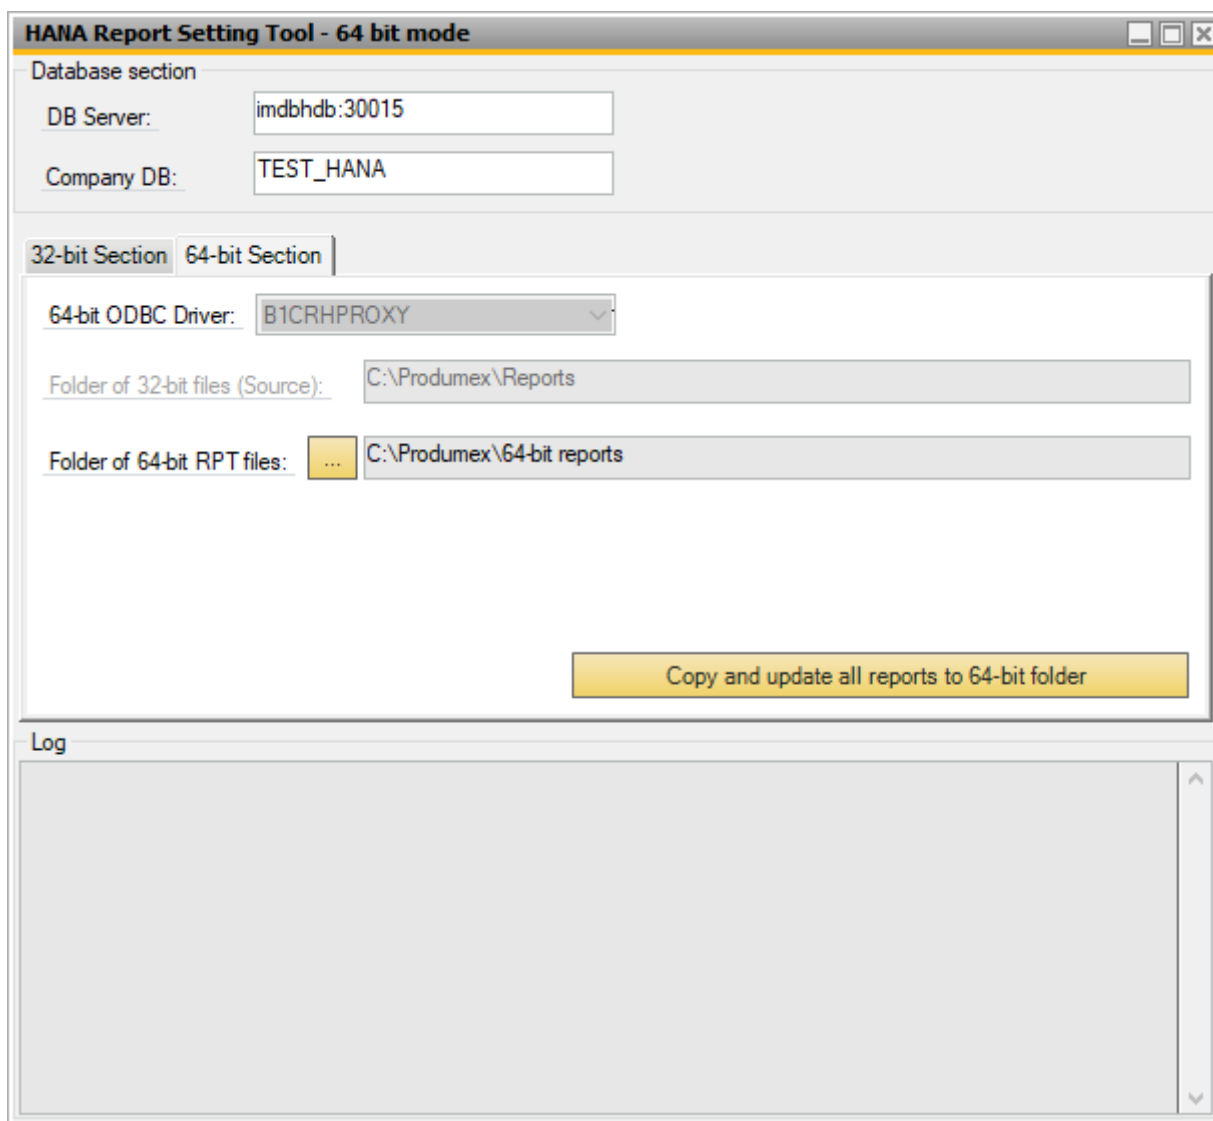 HANA Report Setting Tool - 64 bit mode
Database section
DB Server: imdbhdb:30015
Company DB: TEST_HANA
32-bit Section 64-bit Section
64-bit ODBC Driver: B1CRHPROXY
Folder of 32-bit files (Source): C:\Produmex\Reports
Folder of 64-bit RPT files: ... C:\Produmex\64-bit reports
Copy and update all reports to 64-bit folder
Log